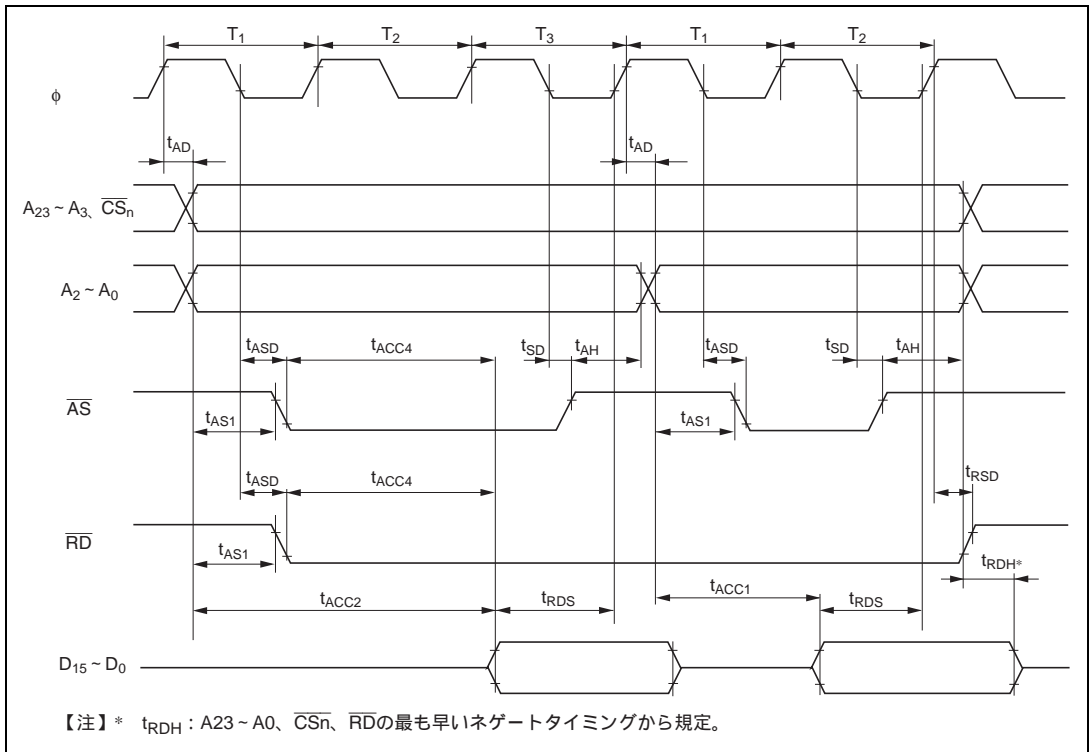 T1 T2 T3 T1 T2
φ
tAD tAD
A23 ~ A3、CSn
A2 ~ A0
tASD tACC4 tSD tAH tASD tSD tAH
AS
tAS1 tAS1
tASD tACC4 tRSD
RD
tAS1 tRDH*
tACC2 tRDS tACC1 tRDS
D15 ~ D0
【注】* tRDH : A23 ~ A0、CSn、RDの最も早いネゲートタイミングから規定。